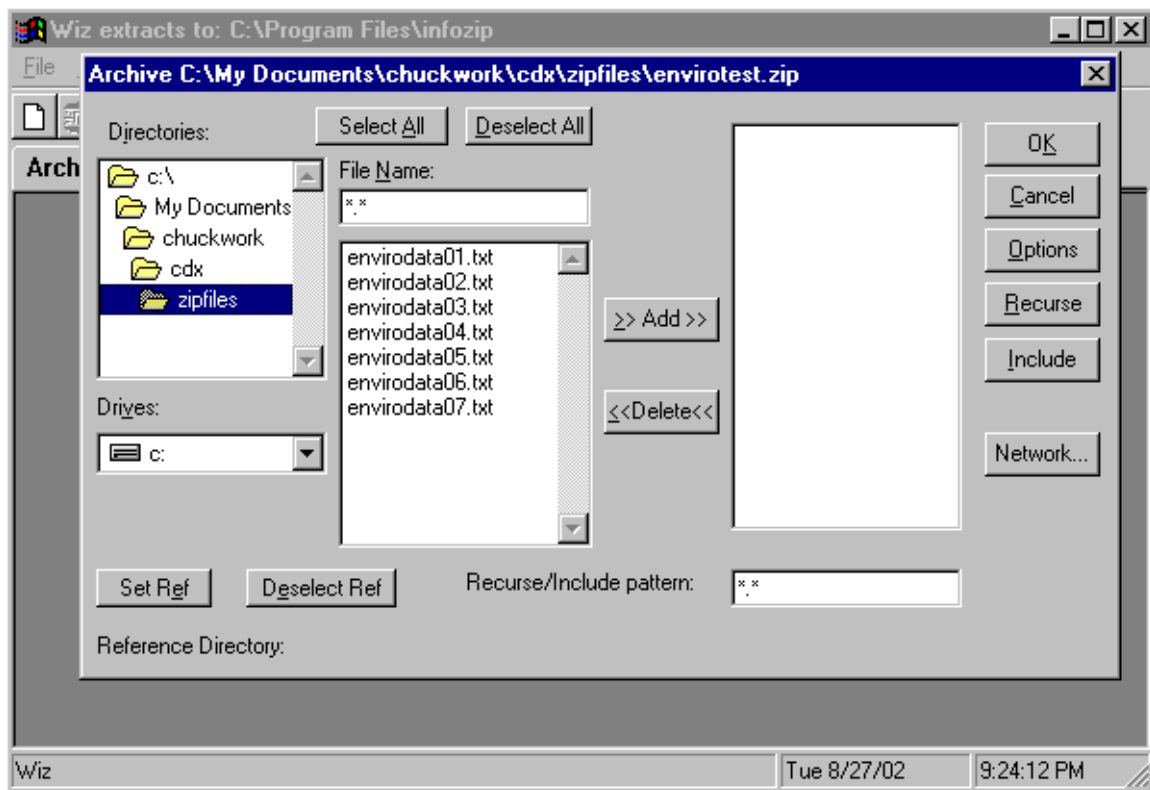 Wiz extracts to: C:\Program Files\infozip
File
Archive C:\My Documents\chuckwork\cdx\zipfiles\envirotest.zip
Arch
Directories:
Select All
Deselect All
c:\
My Documents
chuckwork
cdx
zipfiles
File Name:
*.*
envirodata01.txt
envirodata02.txt
envirodata03.txt
envirodata04.txt
envirodata05.txt
envirodata06.txt
envirodata07.txt
>> Add >>
<<Delete<<
OK
Cancel
Options
Recurse
Include
Network...
Drives:
c:
Set Ref
Deselect Ref
Recurse/Include pattern:
*.*
Reference Directory:
Wiz
Tue 8/27/02
9:24:12 PM